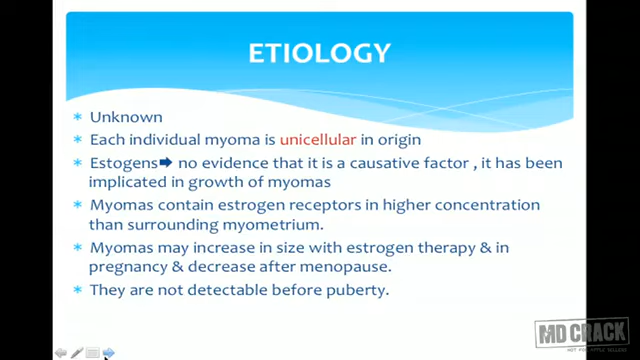 ETIOLOGY
* Unknown
* Each individual myoma is unicellular in origin
* Estogens➡ no evidence that it is a causative factor , it has been
implicated in growth of myomas
* Myomas contain estrogen receptors in higher concentration
than surrounding myometrium.
* Myomas may increase in size with estrogen therapy & in
pregnancy & decrease after menopause.
* They are not detectable before puberty.
MD CRACK